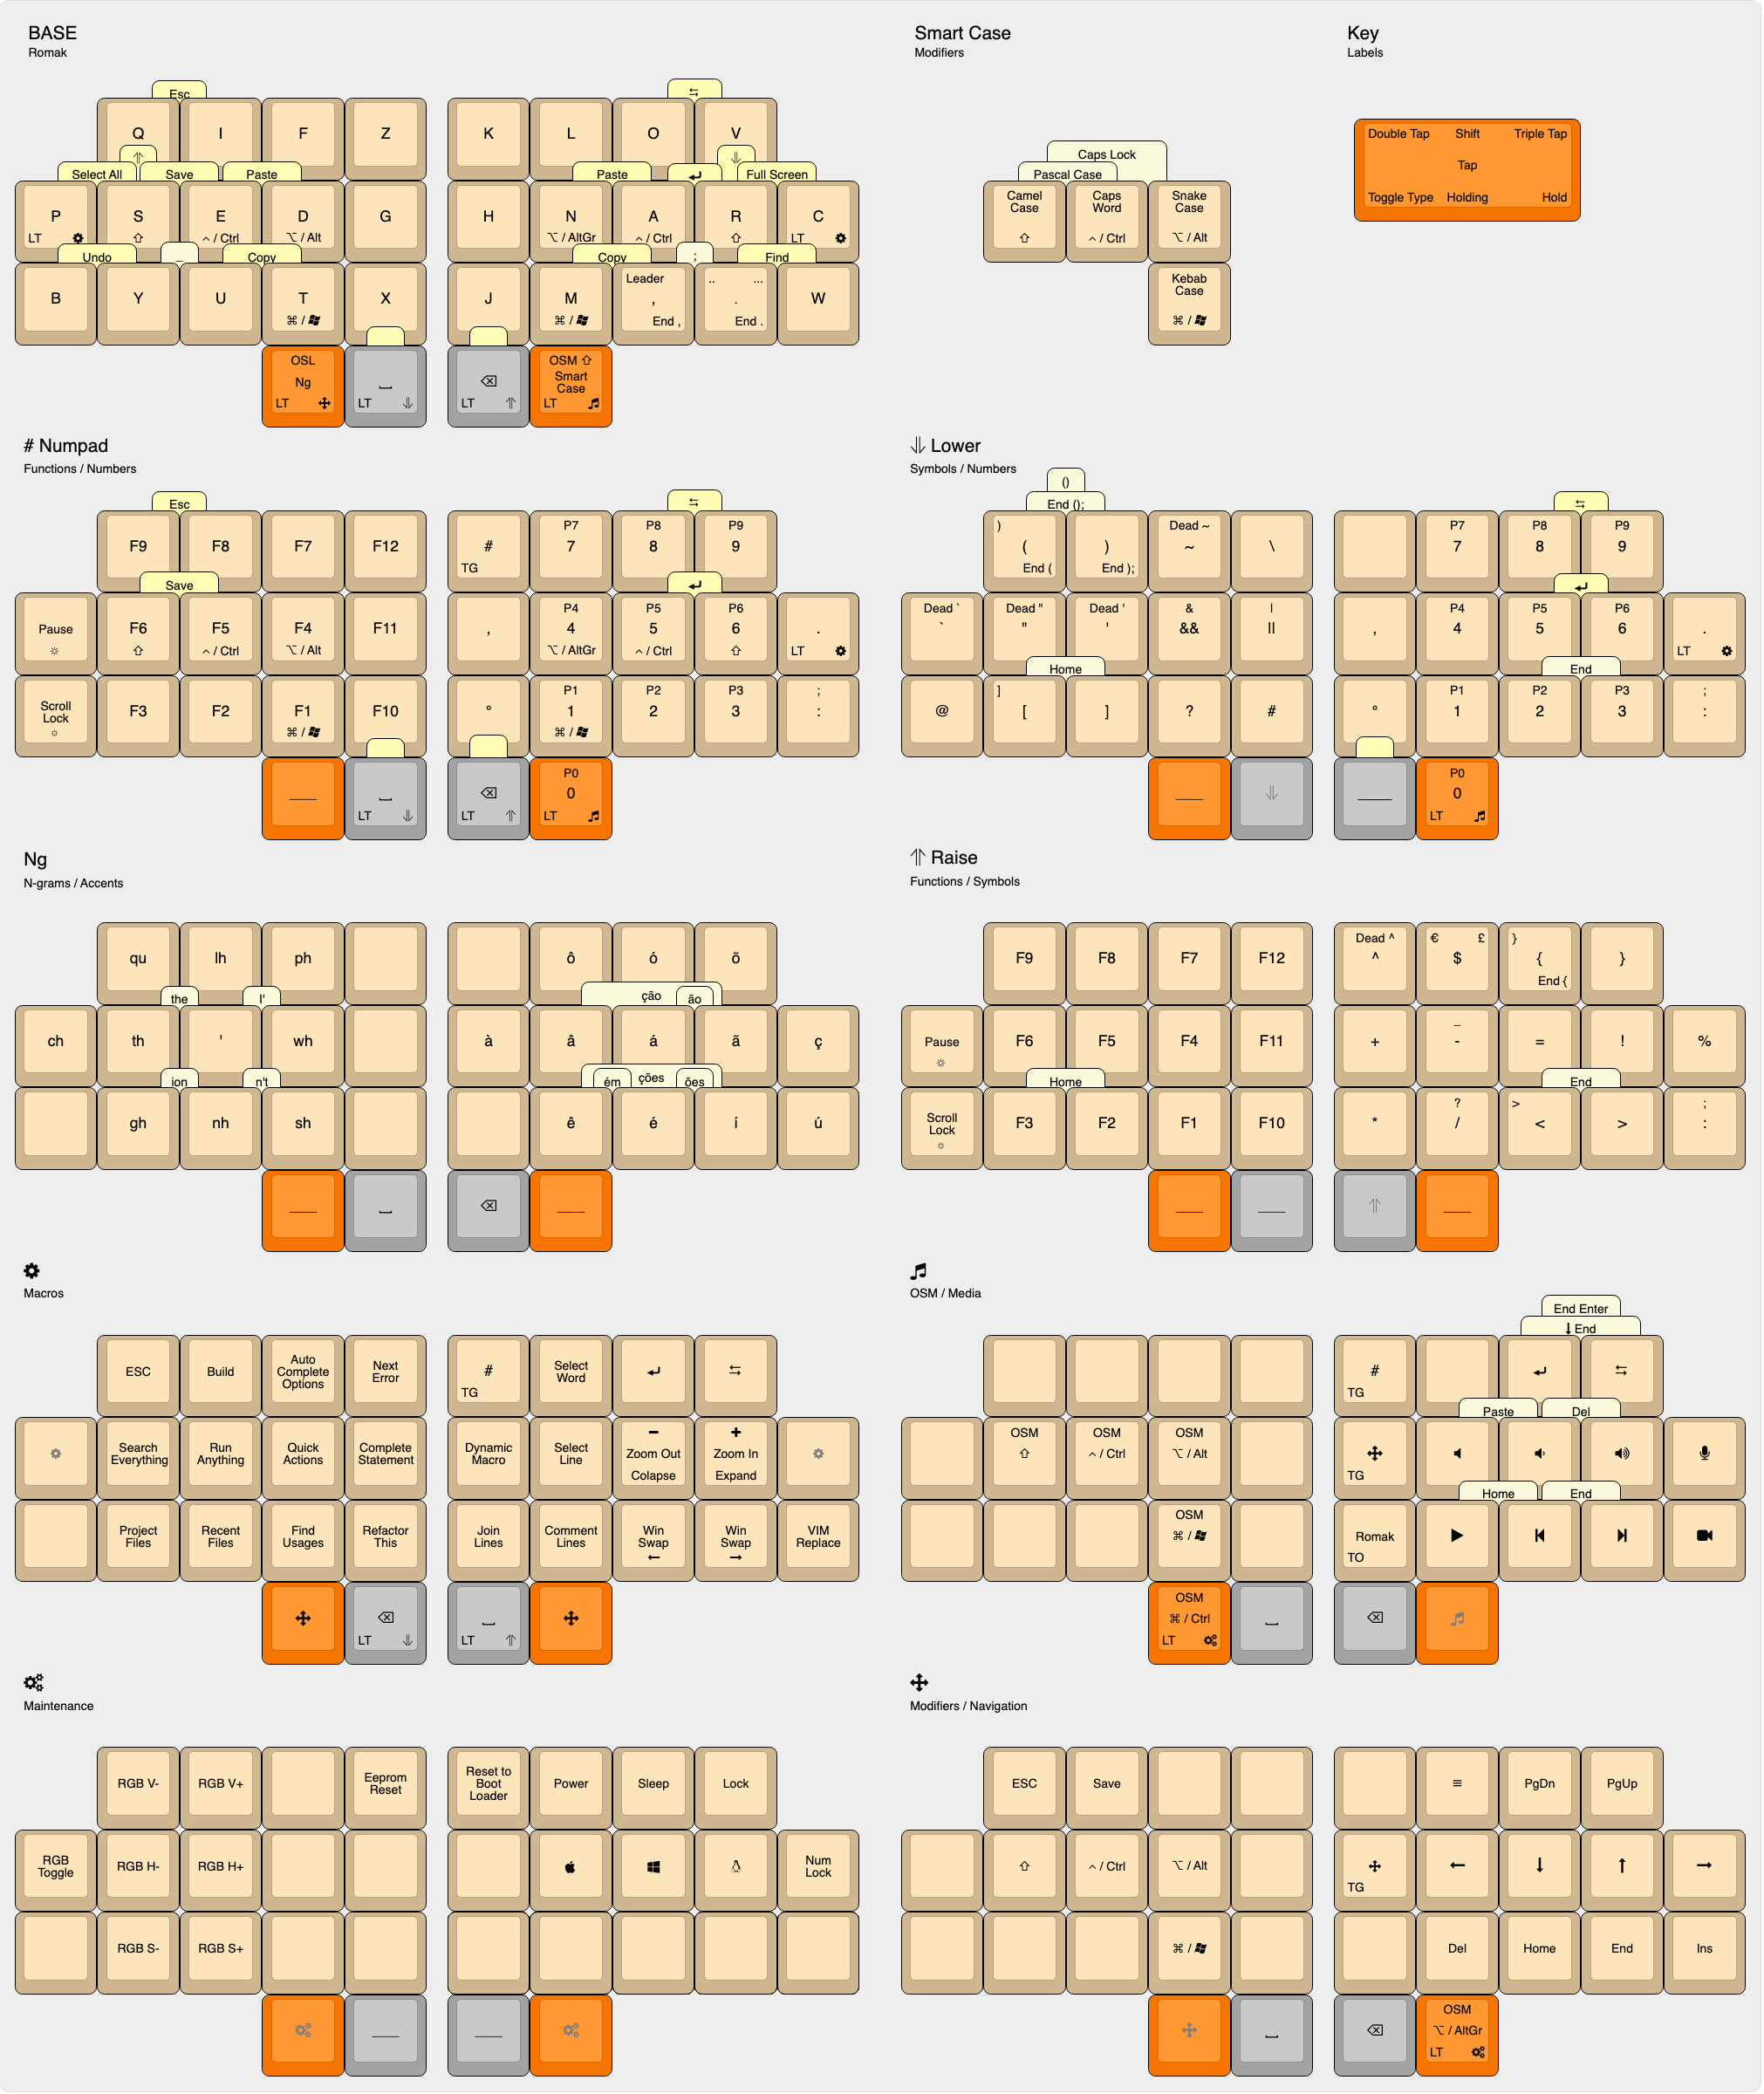 BASE
Romak
Esc
⇆
Q I F Z K L O V
⇑ ⇓
Select All Save Paste Paste ↵ Full Screen
P S E D G H N A R C
LT ⚙ ⇧ ^ / Ctrl ⌥ / Alt ⌥ / AltGr ^ / Ctrl ⇧ LT ⚙
Undo _ Copy Copy ; Find
Leader .. ...
B Y U T X J M , . W
⌘ / End , End .
OSL OSM ⇧
Ng Smart
Case
LT LT ⇓ LT ⇑ LT
Smart Case
Modifiers
Caps Lock
Pascal Case
Camel Case Caps Word Snake Case
⇧ ^ / Ctrl ⌥ / Alt
Kebab Case
⌘ /
Key
Labels
Double Tap Shift Triple Tap
Tap
Toggle Type Holding Hold
# Numpad
Functions / Numbers
Esc ⇆
P7 P8 P9
F9 F8 F7 F12 # 7 8 9
TG
Save ↵
P4 P5 P6
Pause F6 F5 F4 F11 , 4 5 6 .
⇧ ^ / Ctrl ⌥ / Alt ⌥ / AltGr ^ / Ctrl ⇧ LT ⚙
P1 P2 P3 ;
Scroll Lock F3 F2 F1 F10 ° 1 2 3 :
⌘ / ⌘ /
P0
___ ⌫ 0
LT ⇓ LT ⇑ LT
⇓ Lower
Symbols / Numbers
()
End (); ⇆
) Dead ~ P7 P8 P9
( ) ~ \ 7 8 9
End ( End );
↵
Dead ` Dead " Dead ' & | P4 P5 P6
` " ' && || , 4 5 6 .
LT ⚙
Home End
] P1 P2 P3 ;
@ [ ] ? # ° 1 2 3 :
P0
___ ⇓ ___ 0
LT
Ng
N-grams / Accents
qu lh ph ô ó õ
the I' ção ão
ch th ' wh à â á ã ç
ion n't ém ções ões
gh nh sh ê é í ú
___ ⌫ ___
⇑ Raise
Functions / Symbols
Dead ^ € £ }
F9 F8 F7 F12 ^ $ { }
End {
_
Pause F6 F5 F4 F11 + - = ! %
Home End
? > ;
Scroll Lock F3 F2 F1 F10 * / < > :
___ ___ ⇑ ___
⚙
Macros
ESC Build Auto Complete Options Next Error # Select Word ↵ ⇆
TG
⚙ Search Everything Run Anything Quick Actions Complete Statement Dynamic Macro Select Line − Zoom Out Colapse + Zoom In Expand ⚙
Project Files Recent Files Find Usages Refactor This Join Lines Comment Lines Win Swap ← Win Swap → VIM Replace
⌫
LT ⇓ LT ⇑
OSM / Media
End Enter
↓ End
# ↵ ⇆
TG
Paste Del
OSM OSM OSM
⇧ ^ / Ctrl ⌥ / Alt
TG
Home End
OSM
⌘ / Romak
TO
OSM
⌘ / Ctrl ⌫
LT
Maintenance
RGB V- RGB V+ Eeprom Reset Reset to Boot Loader Power Sleep Lock
RGB Toggle RGB H- RGB H+ Num Lock
RGB S- RGB S+
___ ___
Modifiers / Navigation
ESC Save ≡ PgDn PgUp
⇧ ^ / Ctrl ⌥ / Alt ← ↓ ↑ →
TG
⌘ / Del Home End Ins
OSM
⌫ ⌥ / AltGr
LT